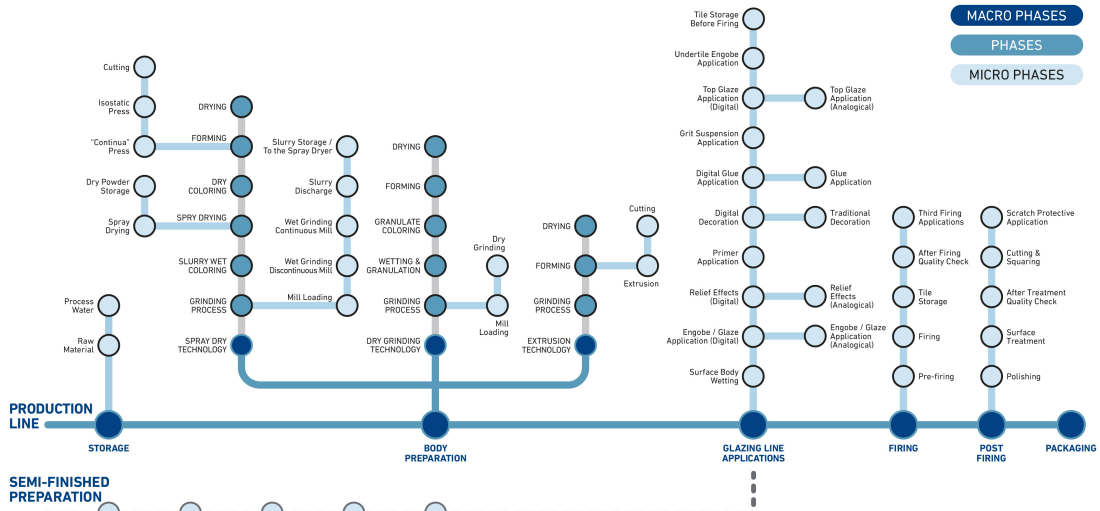 MACRO PHASES
PHASES
MICRO PHASES
Cutting
Isostatic
Press
"Continua"
Press
Dry Powder
Storage
Spray
Drying
Process
Water
Raw
Material
DRYING
FORMING
DRY
COLORING
SPRY DRYING
SLURRY WET
COLORING
GRINDING
PROCESS
SPRAY DRY
TECHNOLOGY
Slurry Storage /
To the Spray Dryer
Slurry
Discharge
Wet Grinding
Continuous Mill
Wet Grinding
Discontinuous Mill
Mill Loading
DRYING
FORMING
GRANULATE
COLORING
WETTING &
GRANULATION
GRINDING
PROCESS
DRY GRINDING
TECHNOLOGY
Dry
Grinding
Mill
Loading
DRYING
FORMING
GRINDING
PROCESS
EXTRUSION
TECHNOLOGY
Cutting
Extrusion
Tile Storage
Before Firing
Undertile Engobe
Application
Top Glaze
Application
(Digital)
Top Glaze
Application
(Analogical)
Grit Suspension
Application
Digital Glue
Application
Glue
Application
Digital
Decoration
Traditional
Decoration
Primer
Application
Relief Effects
(Digital)
Relief
Effects
(Analogical)
Engobe / Glaze
Application (Digital)
Engobe / Glaze
Application
(Analogical)
Surface Body
Wetting
Third Firing
Applications
After Firing
Quality Check
Tile
Storage
Firing
Pre-firing
Scratch Protective
Application
Cutting &
Squaring
After Treatment
Quality Check
Surface
Treatment
Polishing
PRODUCTION
LINE
STORAGE
BODY
PREPARATION
GLAZING LINE
APPLICATIONS
FIRING
POST
FIRING
PACKAGING
SEMI-FINISHED
PREPARATION